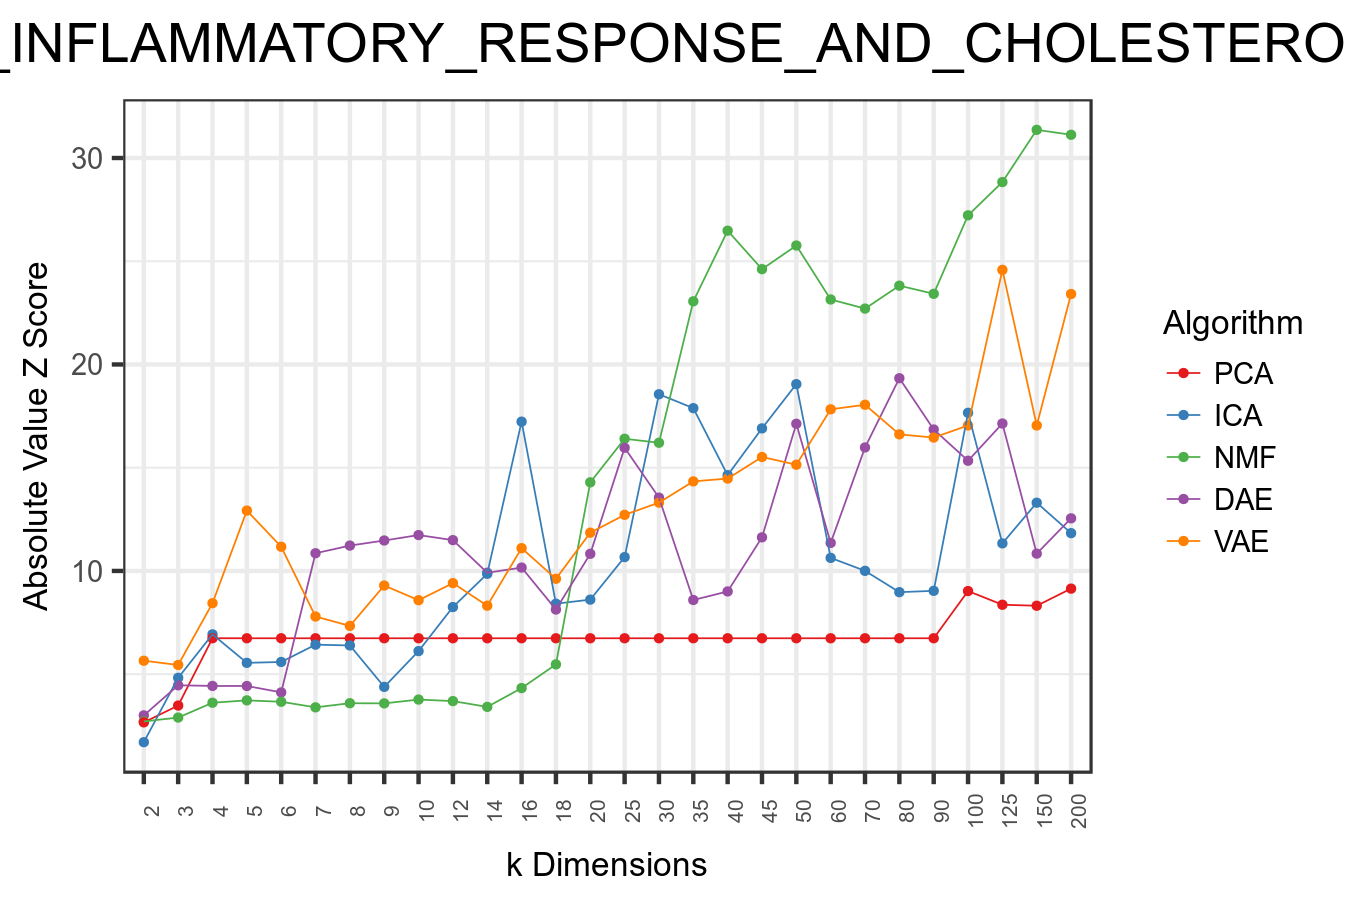 _INFLAMMATORY_RESPONSE_AND_CHOLESTERO
Absolute Value Z Score
30
20
10
2 3 4 5 6 7 8 9 10 12 14 16 18 20 25 30 35 40 45 50 60 70 80 90 100 125 150 200
k Dimensions
Algorithm
PCA
ICA
NMF
DAE
VAE